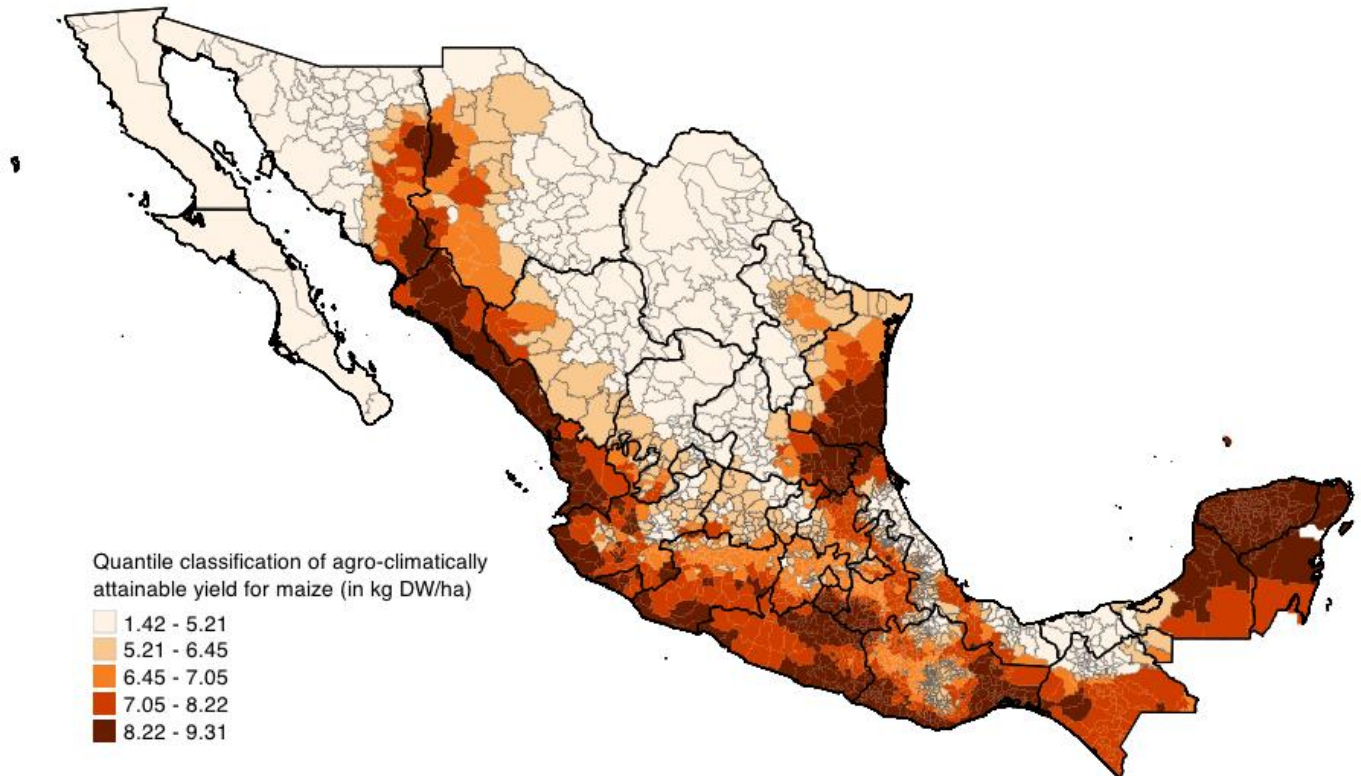 Quantile classification of agro-climatically
attainable yield for maize (in kg DW/ha)
1.42 - 5.21
5.21 - 6.45
6.45 - 7.05
7.05 - 8.22
8.22 - 9.31